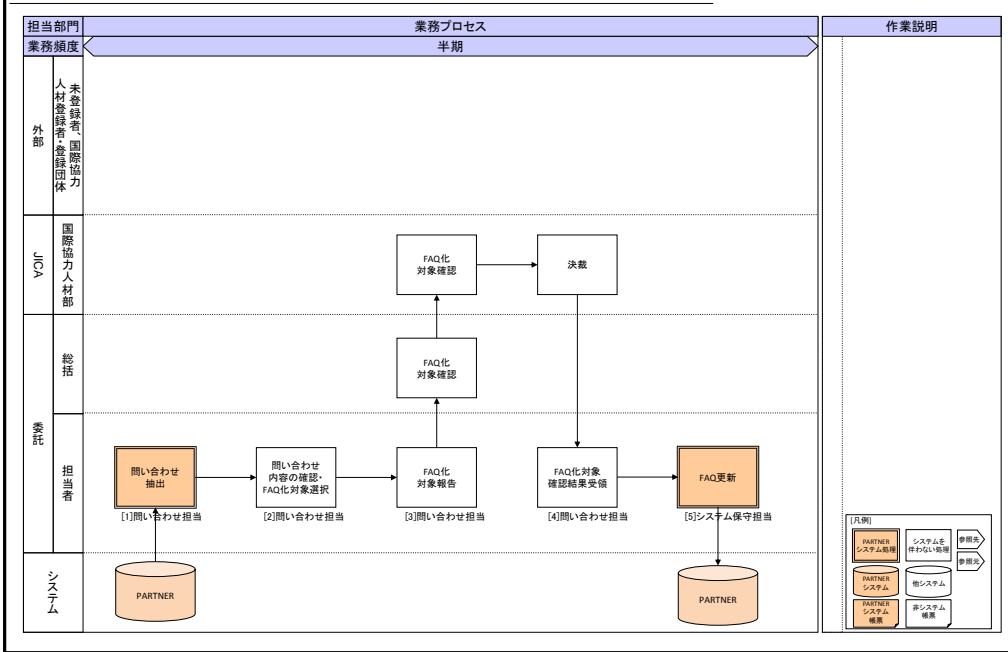 担当部門
業務プロセス
作業説明
業務頻度
半期
外部
未登録者、国際協力
人材登録者・登録団体
JICA
国際協力人材部
FAQ化
対象確認
決裁
委託
総括
FAQ化
対象確認
担当者
問い合わせ
抽出
[1]問い合わせ担当
問い合わせ
内容の確認・
FAQ化対象選択
[2]問い合わせ担当
FAQ化
対象報告
[3]問い合わせ担当
FAQ化対象
確認結果受領
[4]問い合わせ担当
FAQ更新
[5]システム保守担当
システム
PARTNER
PARTNER
[凡例]
PARTNER
システム処理
システムを
伴わない処理
参照先
参照元
PARTNER
システム
他システム
PARTNER
システム
帳票
非システム
帳票